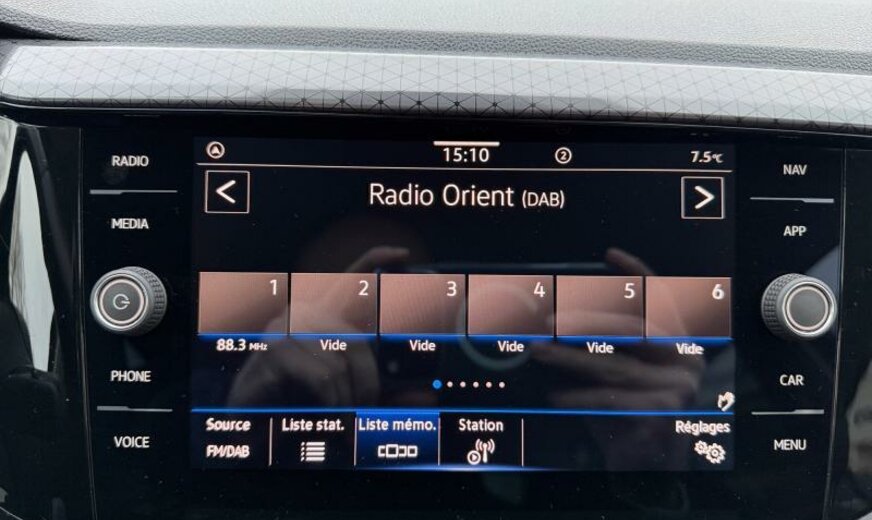 RADIO
MEDIA
PHONE
VOICE
15:10
2
7.5°C
<
Radio Orient (DAB)
>
1 2 3 4 5 6
88.3 MHz Vide Vide Vide Vide Vide
Source
FM/DAB
Liste stat.
Liste mémo.
Station
Réglages
NAV
APP
CAR
MENU